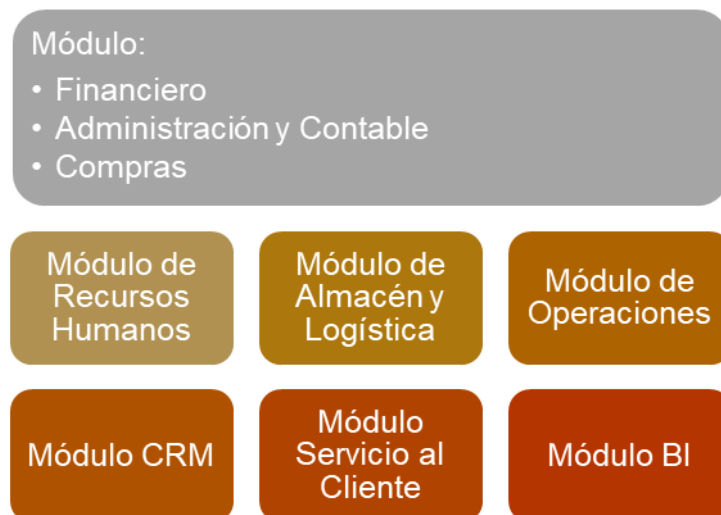 Módulo:
• Financiero
• Administración y Contable
• Compras
Módulo de
Recursos
Humanos
Módulo de
Almacén y
Logística
Módulo de
Operaciones
Módulo CRM
Módulo
Servicio al
Cliente
Módulo BI